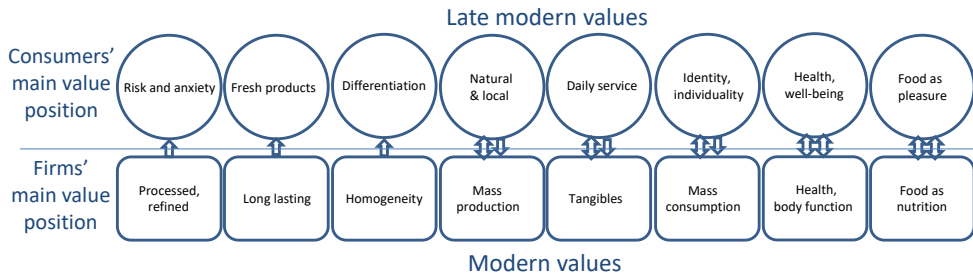 Late modern values
Consumers’
main value
position
Risk and anxiety
Fresh products
Differentiation
Natural
& local
Daily service
Identity,
individuality
Health,
well-being
Food as
pleasure
Firms’
main value
position
Processed,
refined
Long lasting
Homogeneity
Mass
production
Tangibles
Mass
consumption
Health,
body function
Food as
nutrition
Modern values